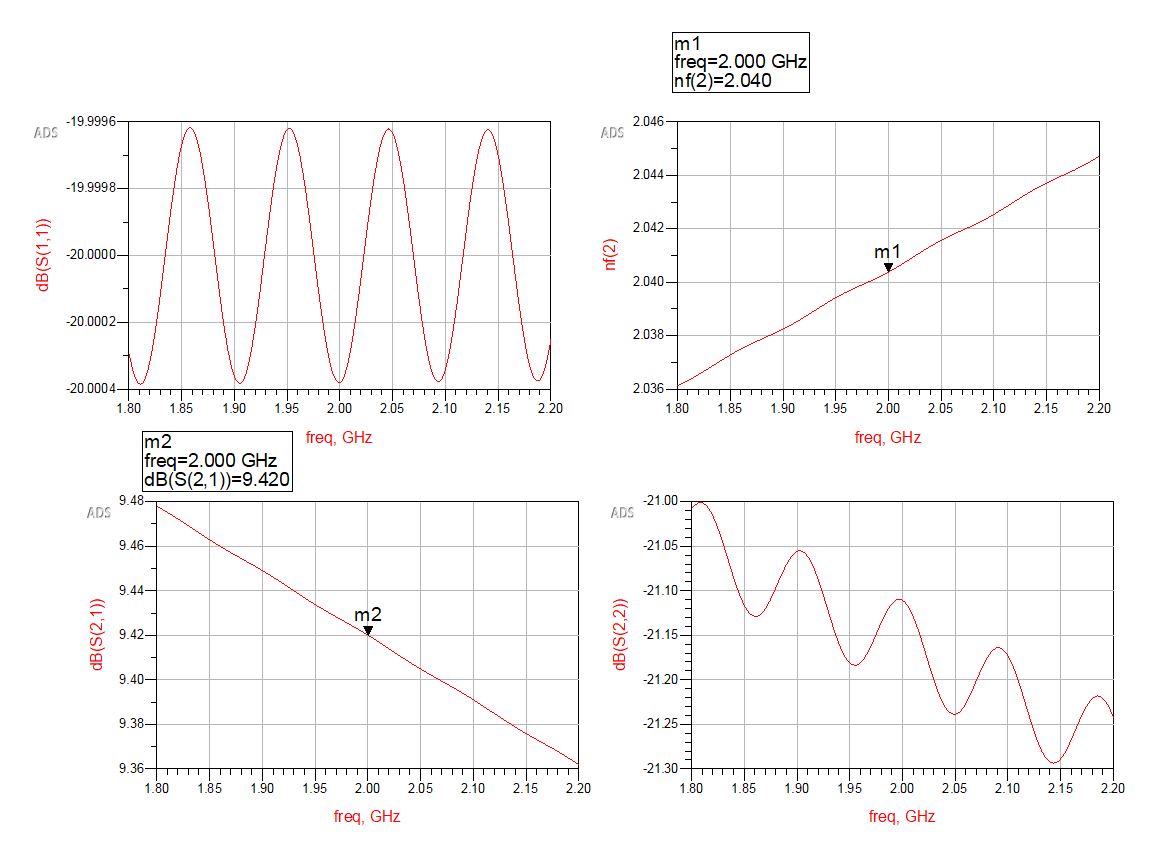 m1
freq=2.000 GHz
nf(2)=2.040
ADS
-19.9996
-19.9998
-20.0000
-20.0002
-20.0004
dB(S(1,1))
1.80 1.85 1.90 1.95 2.00 2.05 2.10 2.15 2.20
freq, GHz
ADS
2.046
2.044
2.042
2.040
2.038
2.036
nf(2)
m1
1.80 1.85 1.90 1.95 2.00 2.05 2.10 2.15 2.20
freq, GHz
m2
freq=2.000 GHz
dB(S(2,1))=9.420
ADS
9.48
9.46
9.44
9.42
9.40
9.38
9.36
dB(S(2,1))
m2
1.80 1.85 1.90 1.95 2.00 2.05 2.10 2.15 2.20
freq, GHz
ADS
-21.00
-21.05
-21.10
-21.15
-21.20
-21.25
-21.30
dB(S(2,2))
1.80 1.85 1.90 1.95 2.00 2.05 2.10 2.15 2.20
freq, GHz